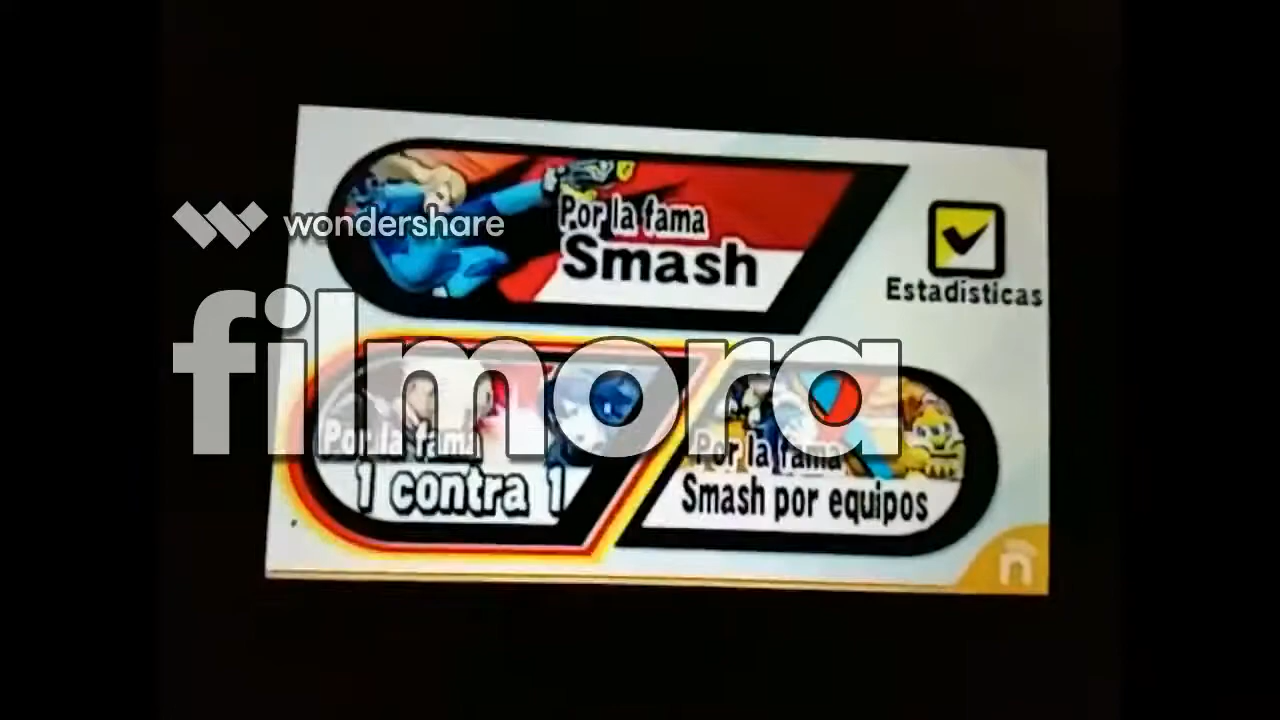 Por la fama
Smash
Estadísticas
wondershare
filmora
Por la fama
1 contra 1
Por la fama
Smash por equipos